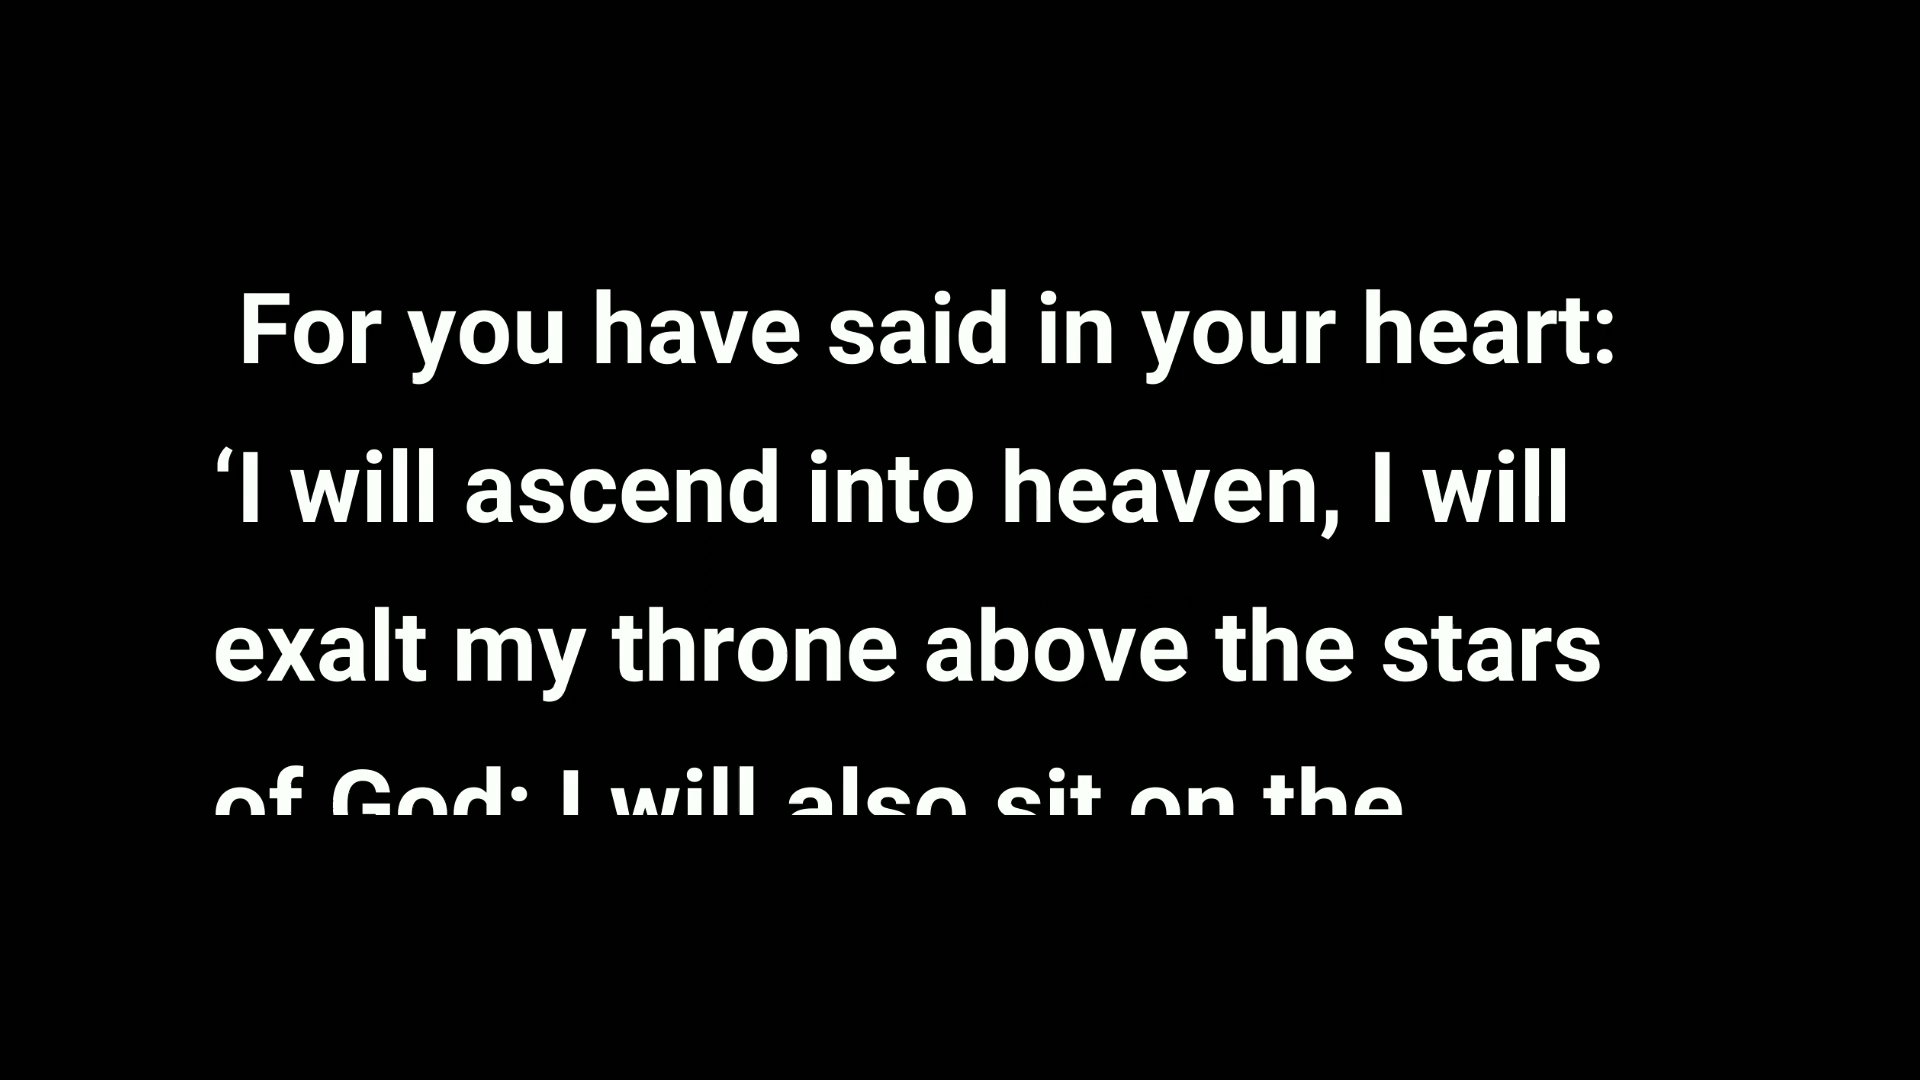 For you have said in your heart:
‘I will ascend into heaven, I will
exalt my throne above the stars
of God; I will also sit on the